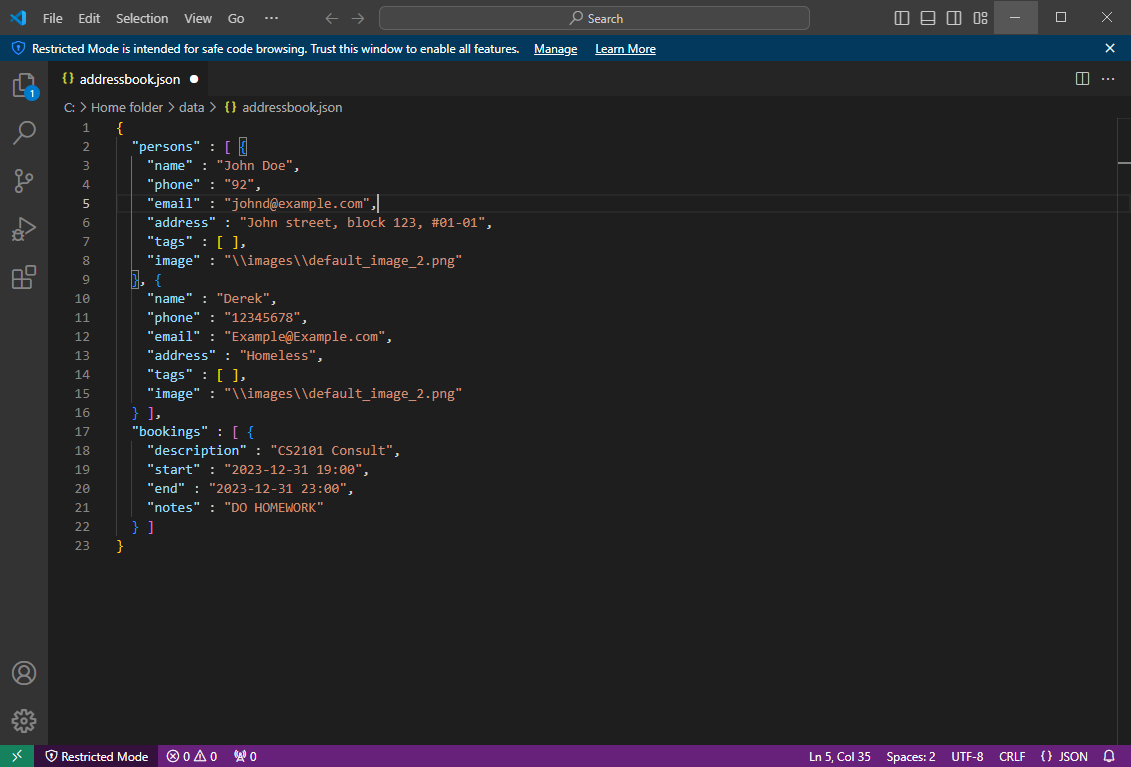 File Edit Selection View Go ··· Search
Restricted Mode is intended for safe code browsing. Trust this window to enable all features. Manage Learn More
1
{} addressbook.json
C: > Home folder > data > {} addressbook.json
1 {
2 "persons" : [ {
3 "name" : "John Doe",
4 "phone" : "92",
5 "email" : "johnd@example.com",
6 "address" : "John street, block 123, #01-01",
7 "tags" : [ ],
8 "image" : "\\images\\default_image_2.png"
9 }, {
10 "name" : "Derek",
11 "phone" : "12345678",
12 "email" : "Example@Example.com",
13 "address" : "Homeless",
14 "tags" : [ ],
15 "image" : "\\images\\default_image_2.png"
16 } ],
17 "bookings" : [ {
18 "description" : "CS2101 Consult",
19 "start" : "2023-12-31 19:00",
20 "end" : "2023-12-31 23:00",
21 "notes" : "DO HOMEWORK"
22 } ]
23 }
Restricted Mode 0 0 0 Ln 5, Col 35 Spaces: 2 UTF-8 CRLF {} JSON